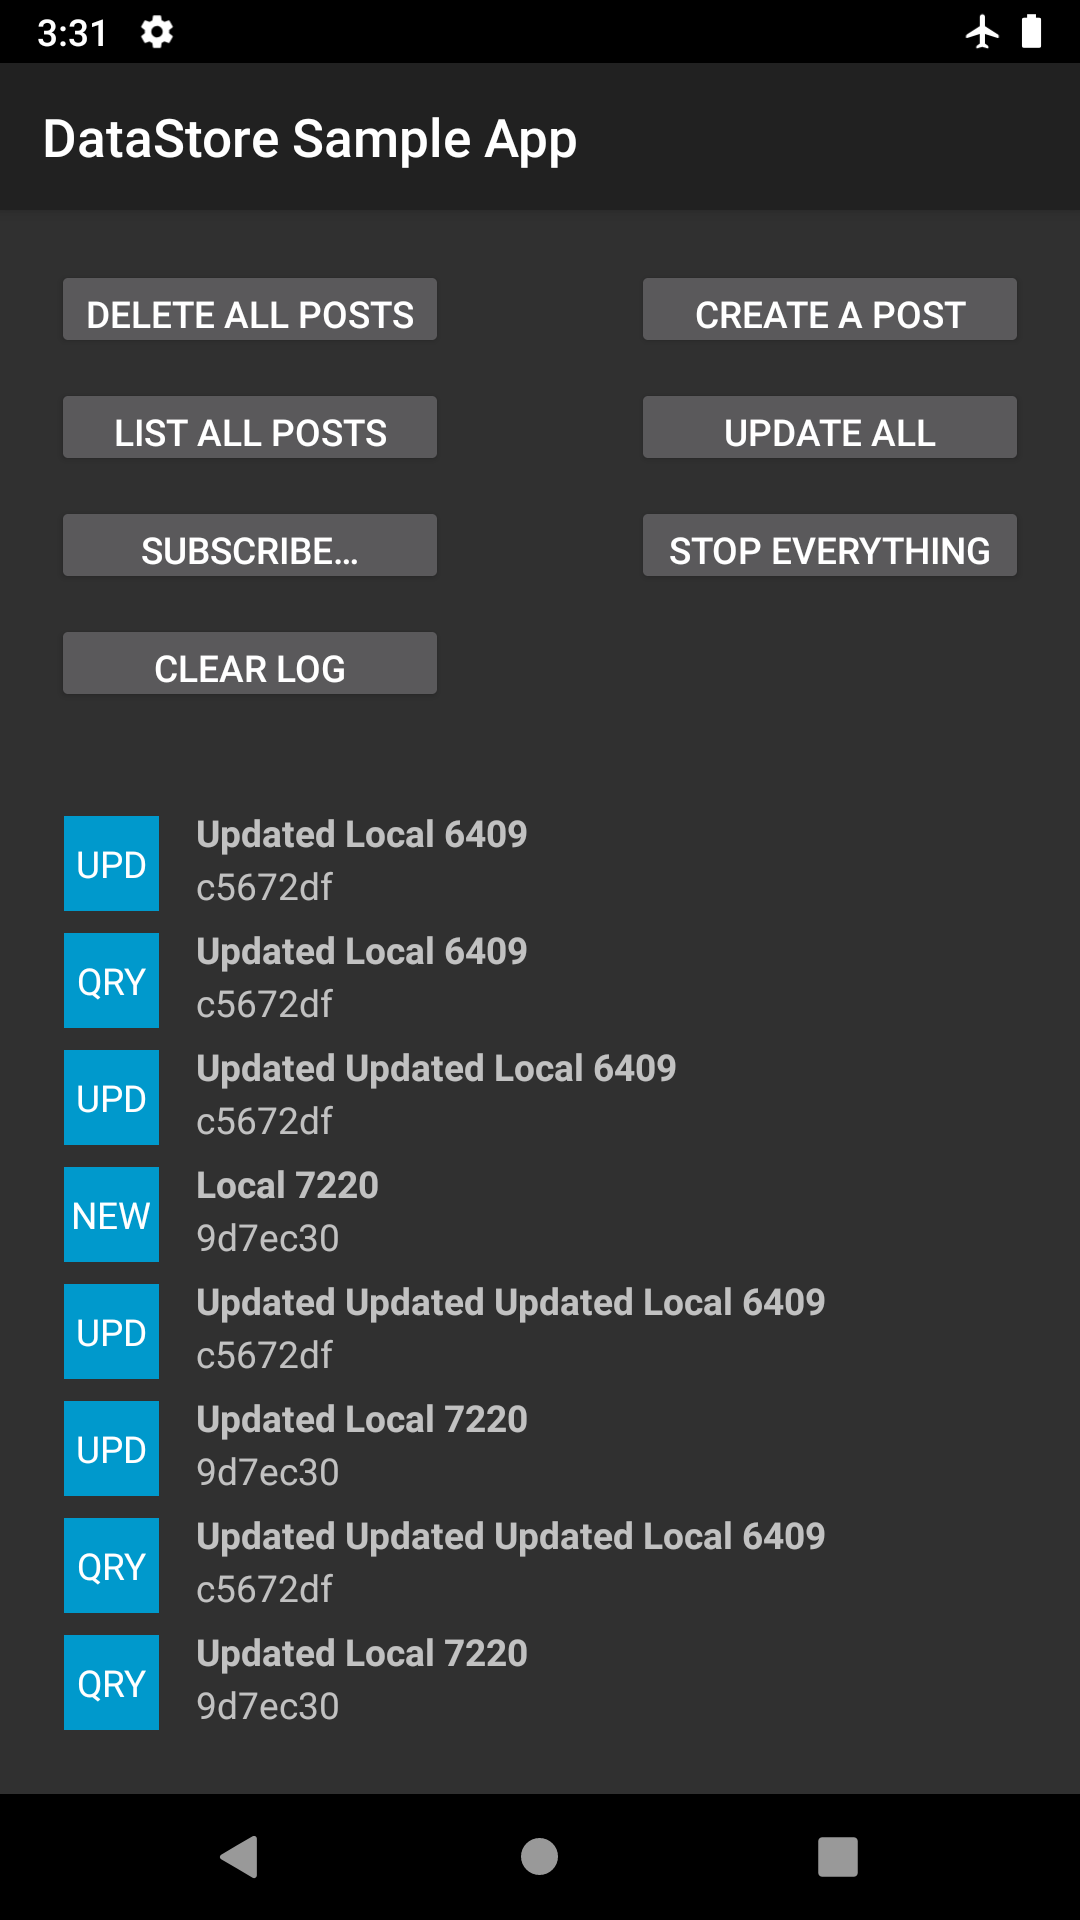 3:31
DataStore Sample App
DELETE ALL POSTS
CREATE A POST
LIST ALL POSTS
UPDATE ALL
SUBSCRIBE...
STOP EVERYTHING
CLEAR LOG
UPD
Updated Local 6409
c5672df
QRY
Updated Local 6409
c5672df
UPD
Updated Updated Local 6409
c5672df
NEW
Local 7220
9d7ec30
UPD
Updated Updated Updated Local 6409
c5672df
UPD
Updated Local 7220
9d7ec30
QRY
Updated Updated Updated Local 6409
c5672df
QRY
Updated Local 7220
9d7ec30